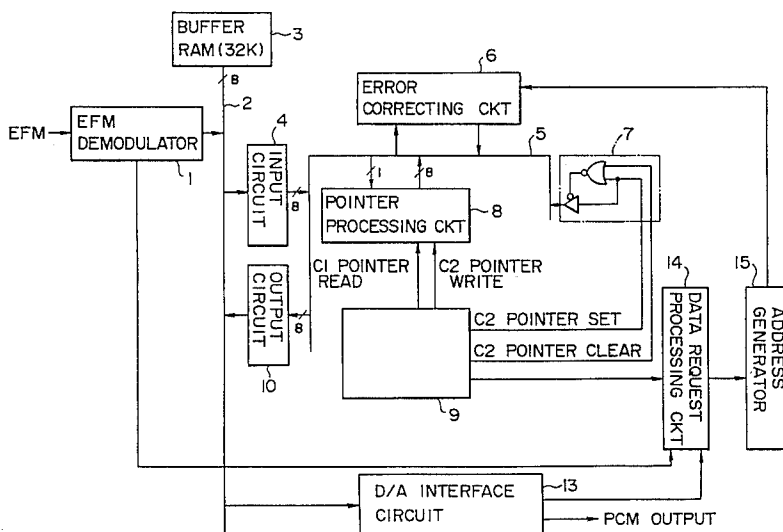 BUFFER
RAM (32K)
3
8
2
EFM
EFM
DEMODULATOR
1
4
INPUT
CIRCUIT
8
6
ERROR
CORRECTING CKT
5
7
1
8
POINTER
PROCESSING CKT
8
C1 POINTER
READ
C2 POINTER
WRITE
OUTPUT
CIRCUIT
8
10
C2 POINTER SET
C2 POINTER CLEAR
9
14
DATA REQUEST
PROCESSING CKT
15
ADDRESS
GENERATOR
D/A INTERFACE
CIRCUIT
13
PCM OUTPUT